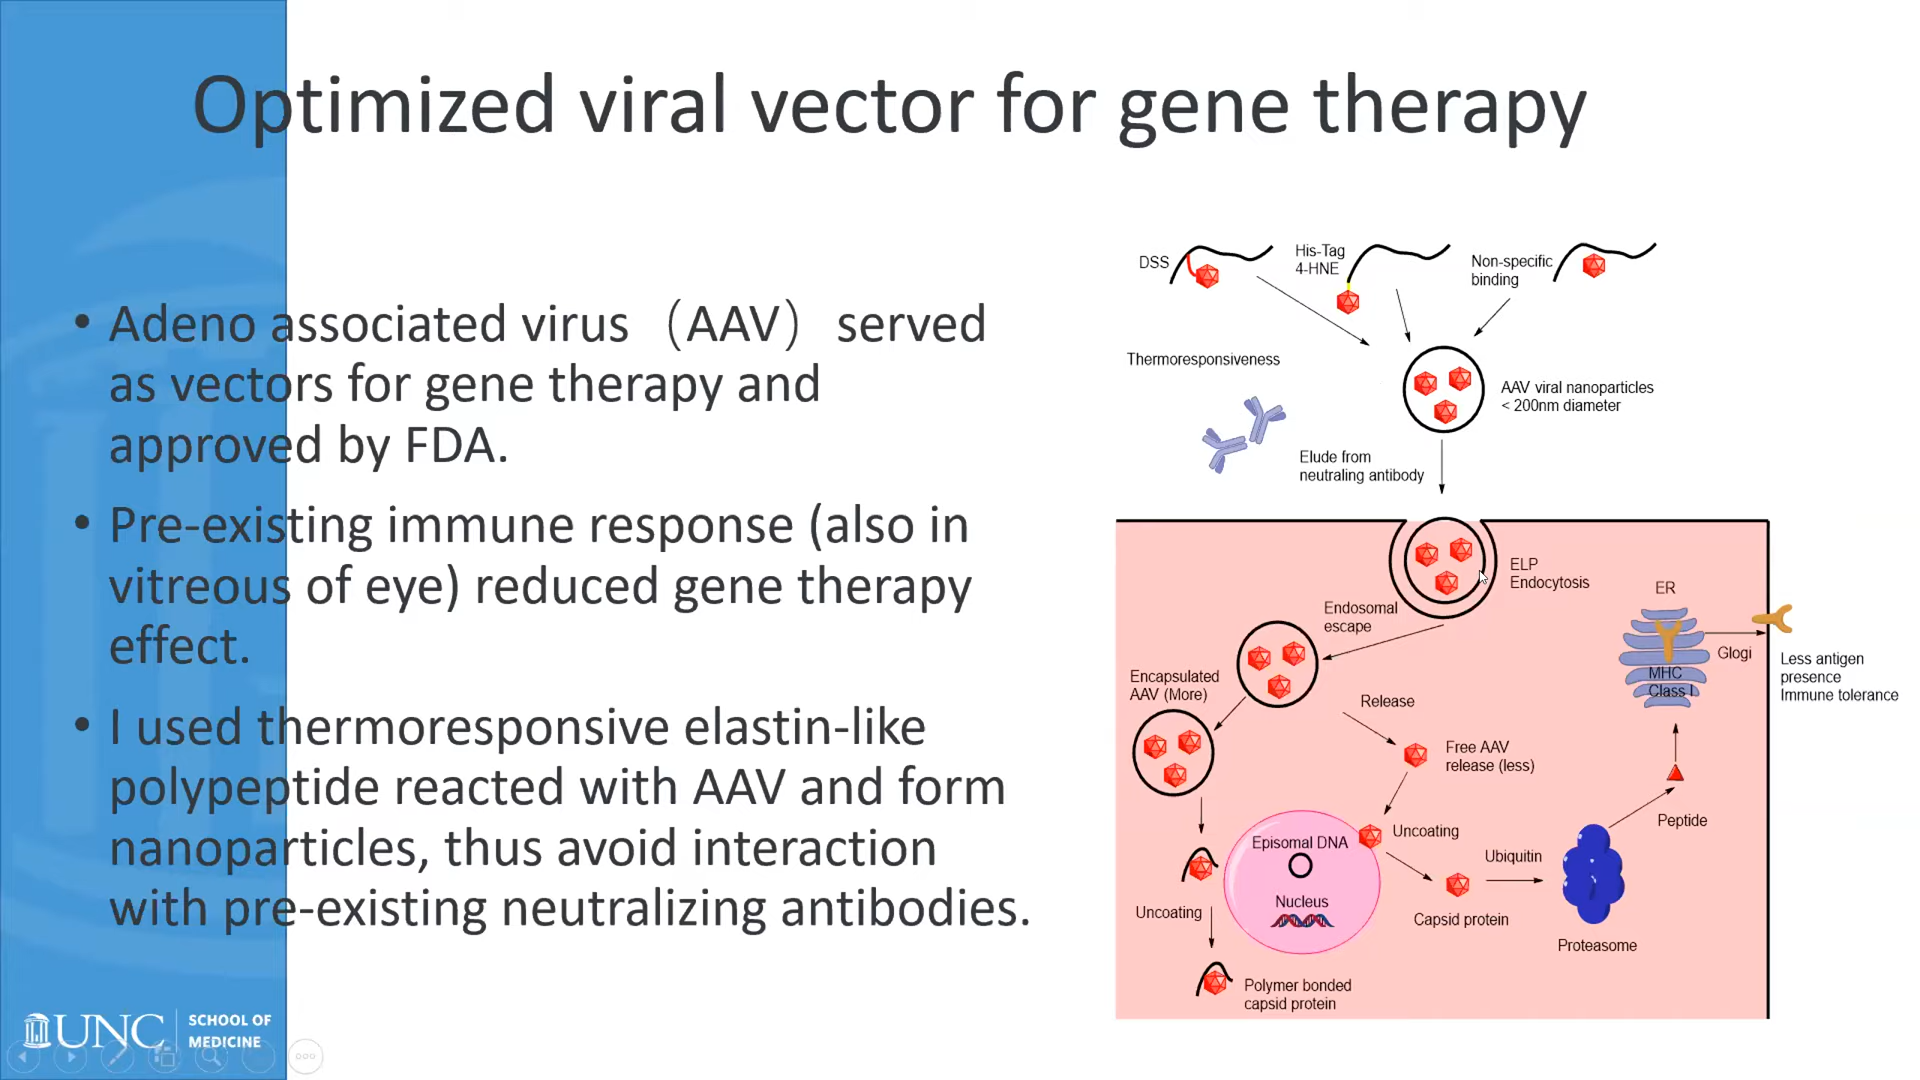 Optimized viral vector for gene therapy
• Adeno associated virus （AAV） served
as vectors for gene therapy and
approved by FDA.
• Pre-existing immune response (also in
vitreous of eye) reduced gene therapy
effect.
• I used thermoresponsive elastin-like
polypeptide reacted with AAV and form
nanoparticles, thus avoid interaction
with pre-existing neutralizing antibodies.
DSS
His-Tag
4-HNE
Non-specific
binding
Thermoresponsiveness
AAV viral nanoparticles
< 200nm diameter
Elude from
neutraling antibody
ELP
Endocytosis
Endosomal
escape
Encapsulated
AAV (More)
Release
Free AAV
release (less)
ER
MHC
Class I
Glogi
Less antigen
presence
Immune tolerance
Peptide
Uncoating
Episomal DNA
Nucleus
Ubiquitin
Capsid protein
Proteasome
Uncoating
Polymer bonded
capsid protein
UNC
SCHOOL OF
MEDICINE